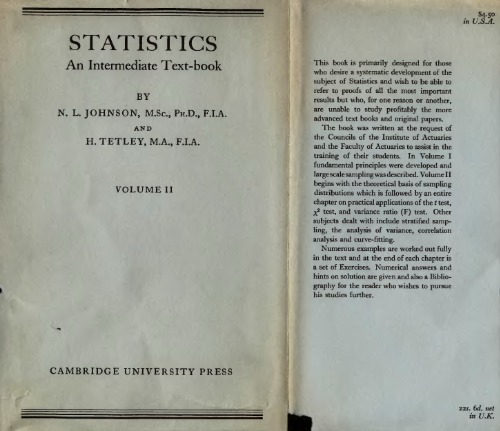 STATISTICS
An Intermediate Text-book
BY
N. L. JOHNSON, M.Sc., Ph.D., F.I.A.
AND
H. TETLEY, M.A., F.I.A.
VOLUME II
CAMBRIDGE UNIVERSITY PRESS
$4.50
in U.S.A.
This book is primarily designed for those
who desire a systematic development of the
subject of Statistics and wish to be able to
refer to proofs of all the most important
results but who, for one reason or another,
are unable to study profitably the more
advanced text books and original papers.
The book was written at the request of
the Councils of the Institute of Actuaries
and the Faculty of Actuaries to assist in the
training of their students. In Volume I
fundamental principles were developed and
large scale sampling was described. Volume II
begins with the theoretical basis of sampling
distributions which is followed by an entire
chapter on practical applications of the t test,
χ² test, and variance ratio (F) test. Other
subjects dealt with include stratified samp-
ling, the analysis of variance, correlation
analysis and curve-fitting.
Numerous examples are worked out fully
in the text and at the end of each chapter is
a set of Exercises. Numerical answers and
hints on solution are given and also a Biblio-
graphy for the reader who wishes to pursue
his studies further.
22s. 6d. net
in U.K.